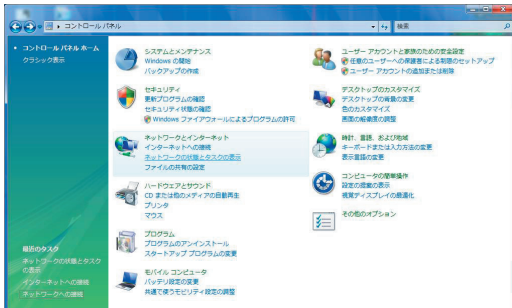 コントロール パネル
検索
コントロール パネル ホーム
クラシック表示
システムとメンテナンス
Windows の開始
バックアップの作成
セキュリティ
更新プログラムの確認
セキュリティ状態の確認
Windows ファイアウォールによるプログラムの許可
ネットワークとインターネット
インターネットへの接続
ネットワークの状態とタスクの表示
ファイルの共有の設定
ハードウェアとサウンド
CD または他のメディアの自動再生
プリンタ
マウス
プログラム
プログラムのアンインストール
スタートアップ プログラムの変更
モバイル コンピュータ
バッテリ設定の変更
共通で使うモビリティ設定の調整
ユーザー アカウントと家族のための安全設定
任意のユーザーへの保護者による制限のセットアップ
ユーザー アカウントの追加または削除
デスクトップのカスタマイズ
デスクトップの背景の変更
色のカスタマイズ
画面の解像度の調整
時計、言語、および地域
キーボードまたは入力方法の変更
表示言語の変更
コンピュータの簡単操作
設定の提案の表示
視覚ディスプレイの最適化
その他のオプション
最近のタスク
ネットワークの状態とタスク
の表示
インターネットへの接続
ネットワークへの接続